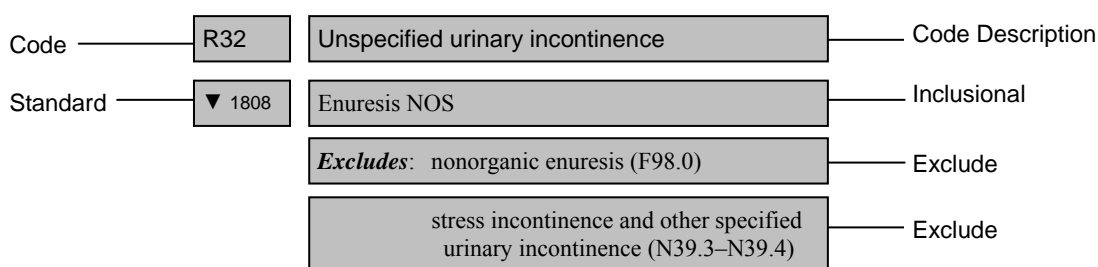 Code R32 Unspecified urinary incontinence Code Description
Standard ▼ 1808 Enuresis NOS Inclusional
Excludes: nonorganic enuresis (F98.0) Exclude
stress incontinence and other specified Exclude
urinary incontinence (N39.3–N39.4)